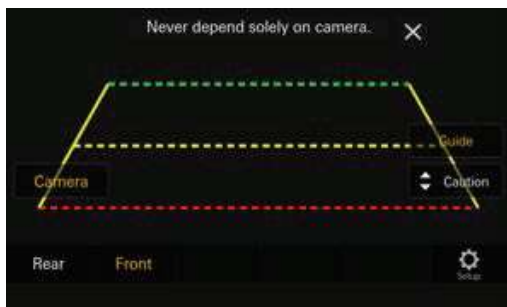 Never depend solely on camera.
Guide
Camera
Caution
Rear Front
Setup